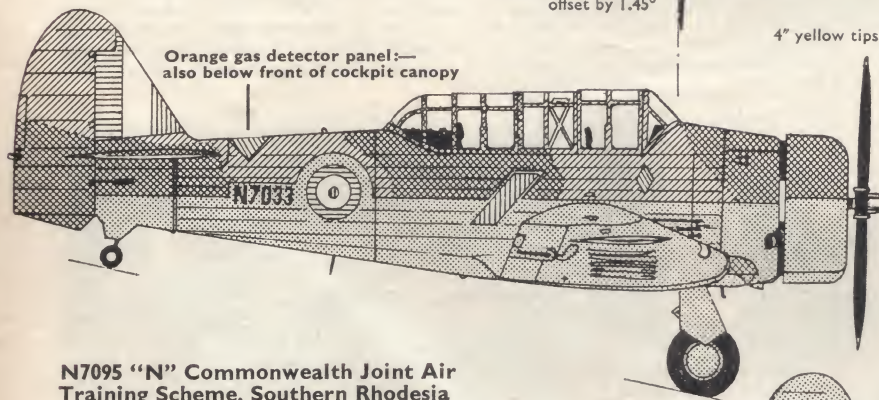 offset by 1.45°
4" yellow tips
Orange gas detector panel:—
also below front of cockpit canopy
N7033
N7095 “N” Commonwealth Joint Air
Training Scheme, Southern Rhodesia